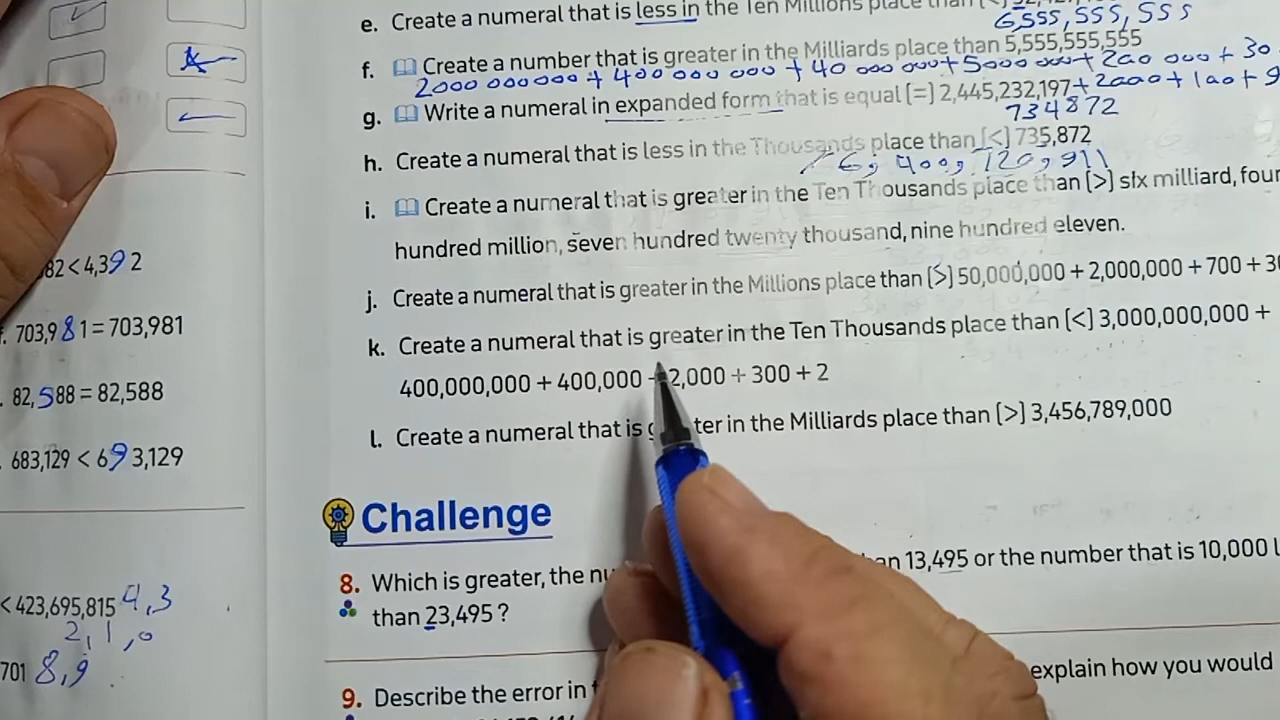 e. Create a numeral that is less in the Ten Millions place than
6,555,555,555
f. Create a number that is greater in the Milliards place than 5,555,555,555
2000 000 000 + 400 000 000 + 40 000 000 + 5000 000 + 200 000 + 30
g. Write a numeral in expanded form that is equal (=) 2,445,232,197 + 2000 + 100 + 9
734872
h. Create a numeral that is less in the Thousands place than (<) 735,872
6,400,720,911
i. Create a numeral that is greater in the Ten Thousands place than (>) six milliard, four
hundred million, seven hundred twenty thousand, nine hundred eleven.
j. Create a numeral that is greater in the Millions place than (>) 50,000,000 + 2,000,000 + 700 + 30
k. Create a numeral that is greater in the Ten Thousands place than (<) 3,000,000,000 +
400,000,000 + 400,000 + 2,000 + 300 + 2
l. Create a numeral that is greater in the Milliards place than (>) 3,456,789,000
82 < 4,392
703,981 = 703,981
82,588 = 82,588
683,129 < 693,129
< 423,695,815 4,3
2,1,0
701 8,9
Challenge
8. Which is greater, the 13,495 or the number that is 10,000
than 23,495 ?
9. Describe the error in explain how you would